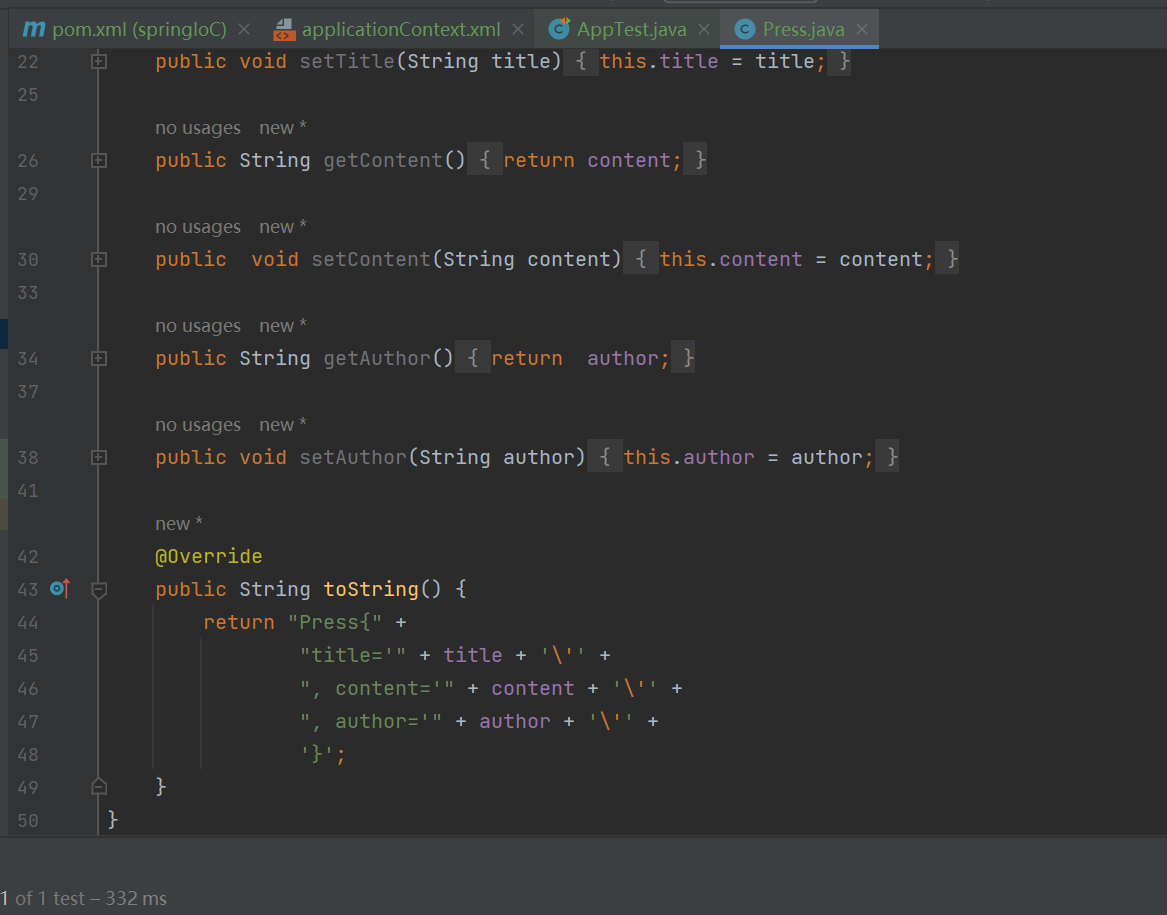 pom.xml (springIoC) applicationContext.xml AppTest.java Press.java
22 public void setTitle(String title) { this.title = title; }
25
no usages new *
26 public String getContent() { return content; }
29
no usages new *
30 public  void setContent(String content) { this.content = content; }
33
no usages new *
34 public String getAuthor() { return  author; }
37
no usages new *
38 public void setAuthor(String author) { this.author = author; }
41
new *
42 @Override
43 public String toString() {
44 return "Press{" +
45 "title='" + title + '\'' +
46 ", content='" + content + '\'' +
47 ", author='" + author + '\'' +
48 '}';
49 }
50 }
1 of 1 test – 332 ms